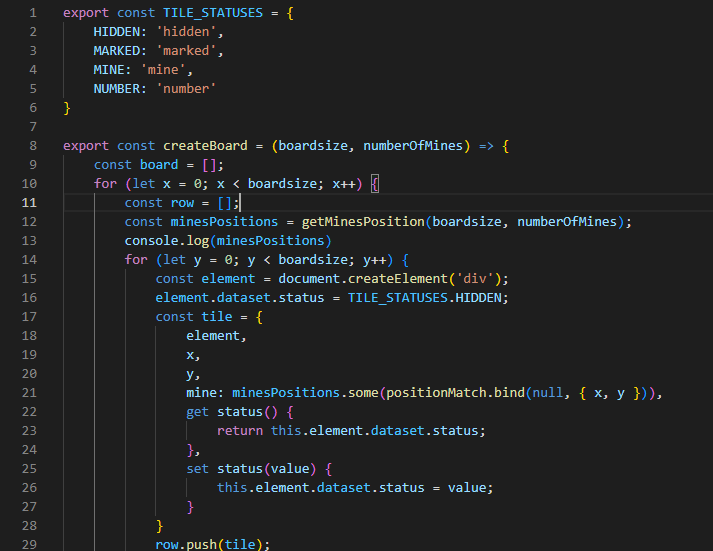 1 export const TILE_STATUSES = {
2     HIDDEN: 'hidden',
3     MARKED: 'marked',
4     MINE: 'mine',
5     NUMBER: 'number'
6 }
7
8 export const createBoard = (boardsize, numberOfMines) => {
9     const board = [];
10     for (let x = 0; x < boardsize; x++) {
11         const row = [];
12         const minesPositions = getMinesPosition(boardsize, numberOfMines);
13         console.log(minesPositions)
14         for (let y = 0; y < boardsize; y++) {
15             const element = document.createElement('div');
16             element.dataset.status = TILE_STATUSES.HIDDEN;
17             const tile = {
18                 element,
19                 x,
20                 y,
21                 mine: minesPositions.some(positionMatch.bind(null, { x, y })),
22                 get status() {
23                     return this.element.dataset.status;
24                 },
25                 set status(value) {
26                     this.element.dataset.status = value;
27                 }
28             }
29             row.push(tile);